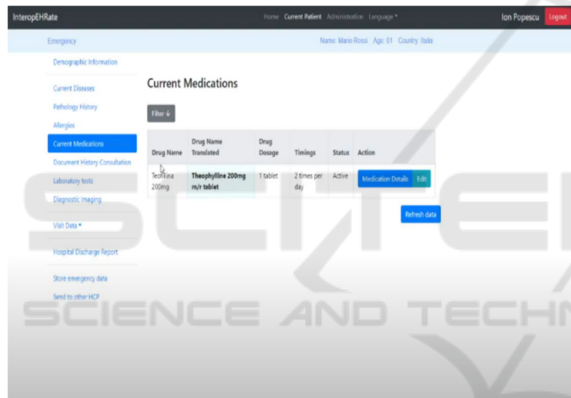 InteropEHRate
Home Current Patient Administration Language
Ion Popescu
Logout
Emergency
Name: Mario Rossi Age: 61 Country: Italia
Demographic Information
Current Diseases
Pathology History
Allergies
Current Medications
Document History Consultation
Laboratory tests
Diagnostic Imaging
Visit Data
Hospital Discharge Report
Store emergency data
Send to other HCP
Current Medications
Filter ↓
Drug Name
Drug Name Translated
Drug Dosage
Timings
Status
Action
Teofillina 200mg
Theophylline 200mg m/r tablet
1 tablet
2 times per day
Active
Medication Details
Edit
Refresh data
SCIENCE AND TECHN